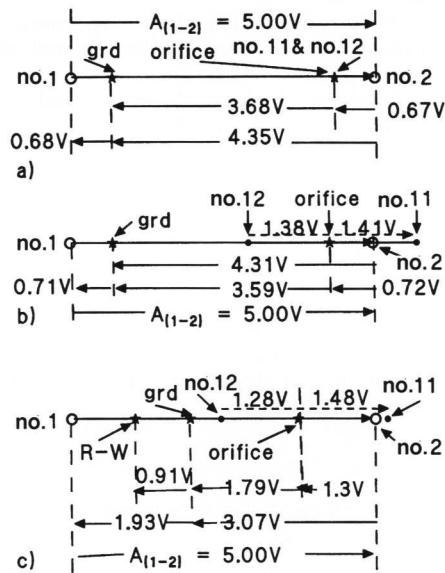 A(1-2) = 5.00V
grd orifice no.11 & no.12
no.1 no.2
3.68V 0.67V
0.68V 4.35V
a)
no.12 orifice no.11
grd 1.38V 1.41V
no.1
no.2
4.31V
0.71V 3.59V 0.72V
b) A(1-2) = 5.00V
no.12
grd 1.28V 1.48V no.11
no.1
R-W orifice no.2
0.91V 1.79V 1.3V
1.93V 3.07V
c) A(1-2) = 5.00V